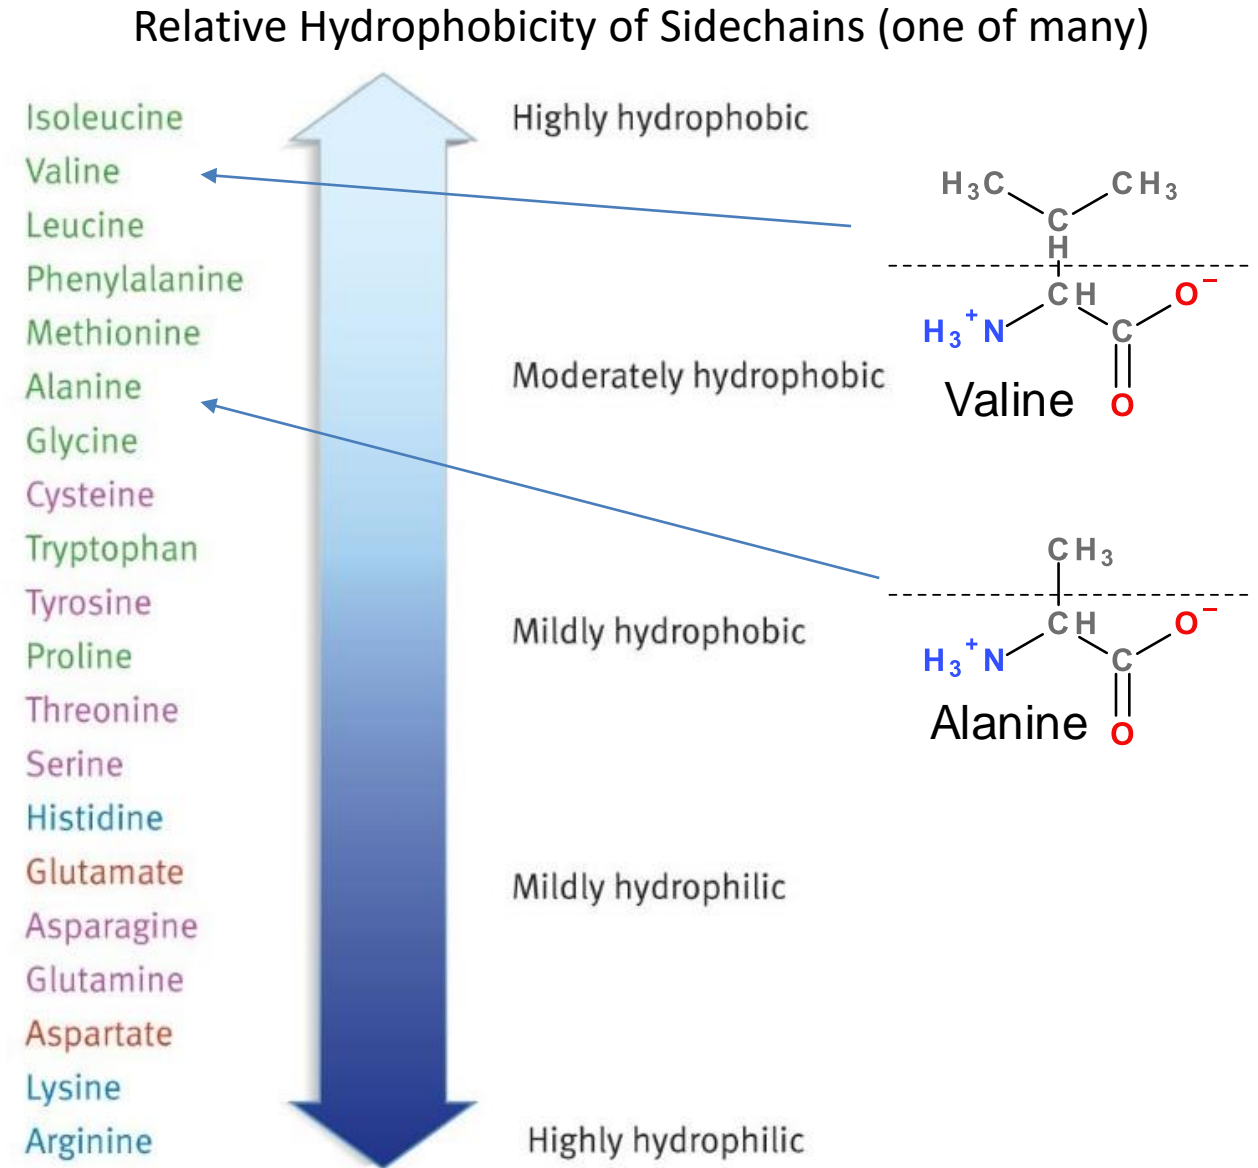 Relative Hydrophobicity of Sidechains (one of many)
Isoleucine
Valine
Leucine
Phenylalanine
Methionine
Alanine
Glycine
Cysteine
Tryptophan
Tyrosine
Proline
Threonine
Serine
Histidine
Glutamate
Asparagine
Glutamine
Aspartate
Lysine
Arginine
Highly hydrophobic
Moderately hydrophobic
Mildly hydrophobic
Mildly hydrophilic
Highly hydrophilic
H3C CH3
C
H
CH O−
H3+N C
Valine O
CH3
CH O−
H3+N C
Alanine O